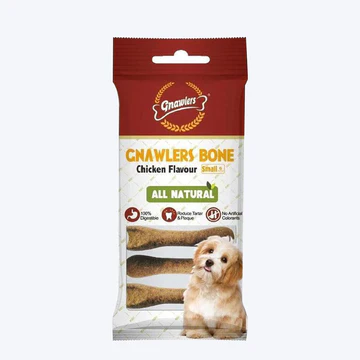 Gnawlers
GNAWLERS BONE
Chicken Flavour Small
ALL NATURAL
100%
Digestible
Reduce Tartar
& Plaque
No Artificial
Colorants